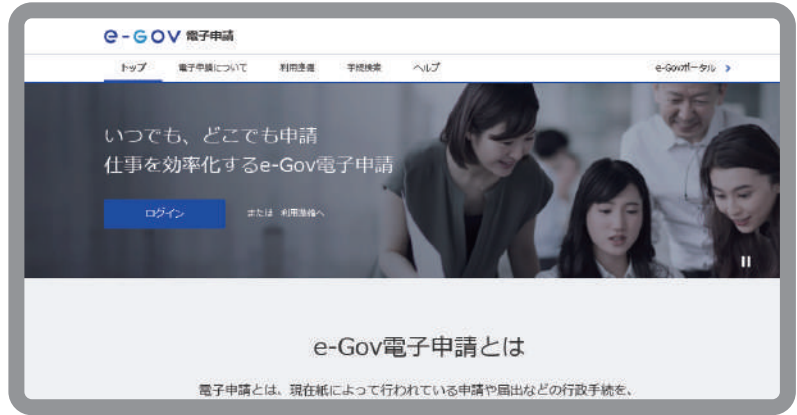 e-GOV 電子申請
トップ 電子申請について 利用準備 手続検索 ヘルプ e-Govポータル
いつでも、どこでも申請
仕事を効率化するe-Gov電子申請
ログイン または 利用準備へ
e-Gov電子申請とは
電子申請とは、現在紙によって行われている申請や届出などの行政手続を、